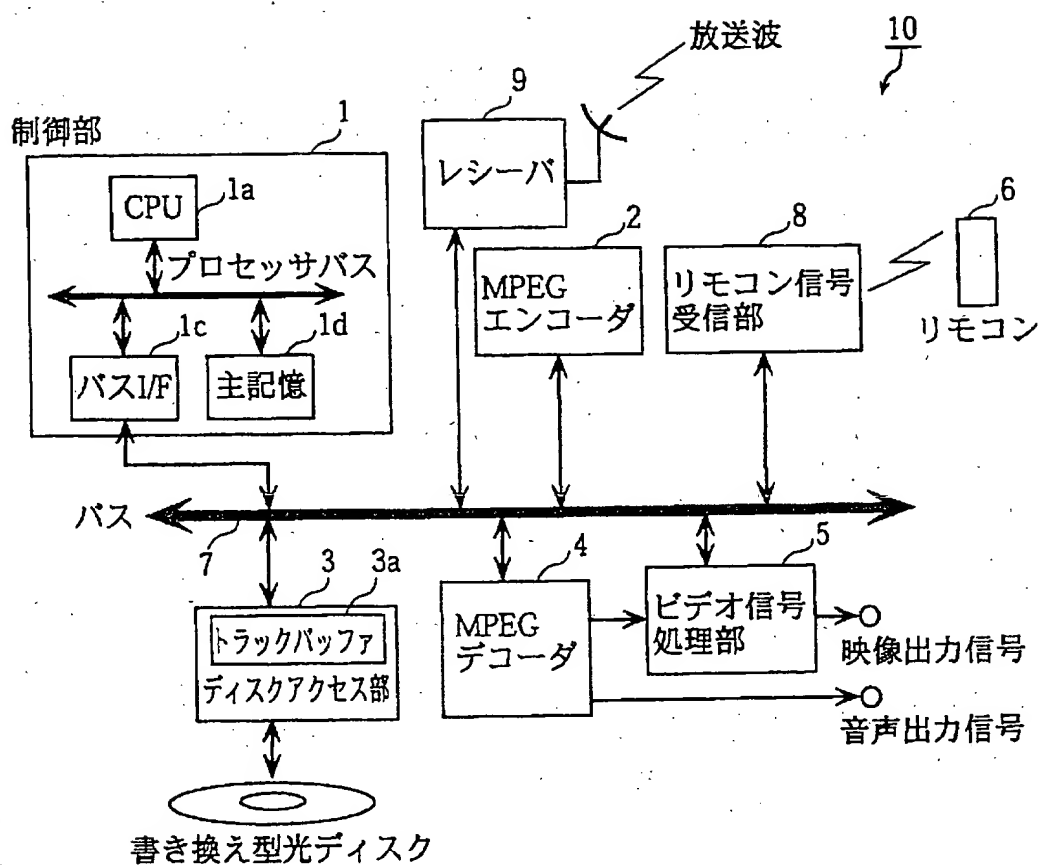 放送波
10
9
レシーバ
制御部
1
CPU
1a
プロセッサバス
1c
1d
バスI/F
主記憶
2
MPEG
エンコーダ
8
リモコン信号
受信部
6
リモコン
バス
7
3
3a
トラックバッファ
ディスクアクセス部
4
MPEG
デコーダ
5
ビデオ信号
処理部
映像出力信号
音声出力信号
書き換え型光ディスク